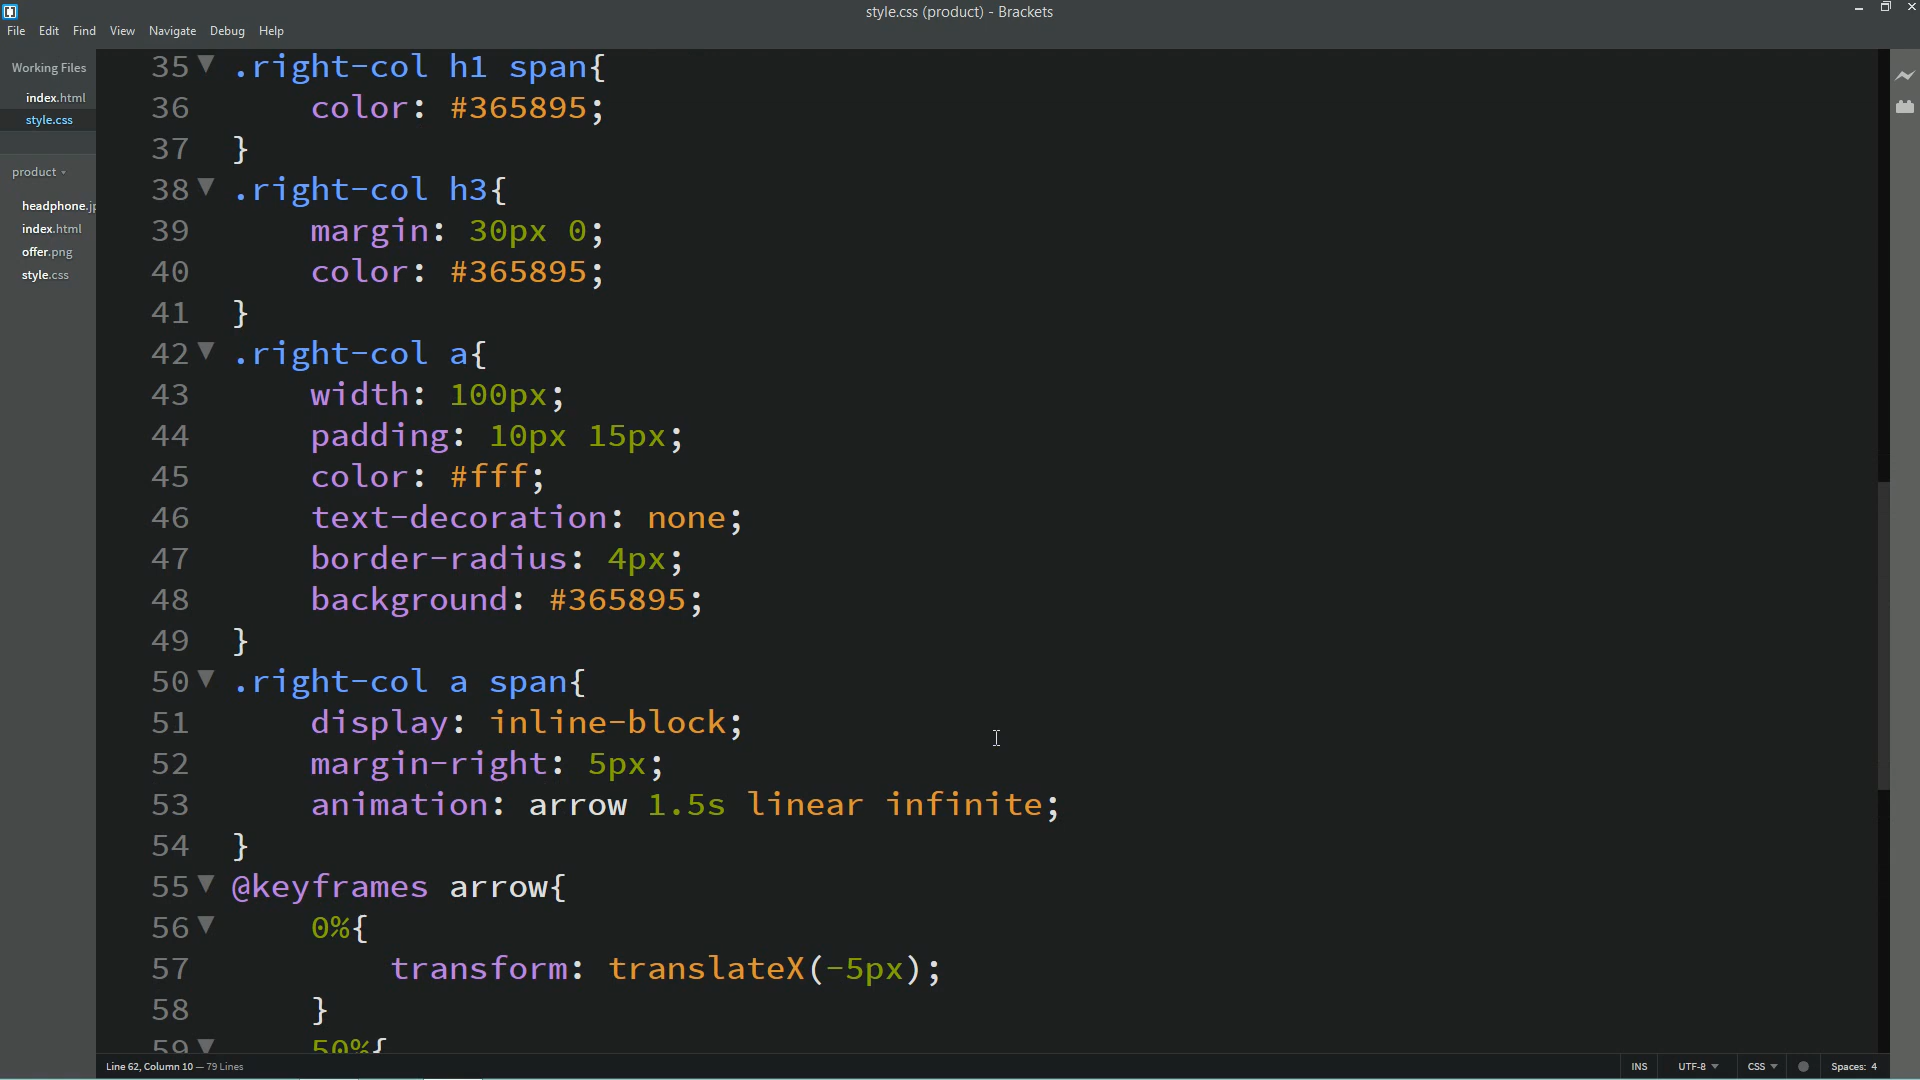 style.css (product) - Brackets
File Edit Find View Navigate Debug Help
Working Files
index.html
style.css
product
headphone.jp
index.html
offer.png
style.css
35 .right-col h1 span{
36     color: #365895;
37 }
38 .right-col h3{
39     margin: 30px 0;
40     color: #365895;
41 }
42 .right-col a{
43     width: 100px;
44     padding: 10px 15px;
45     color: #fff;
46     text-decoration: none;
47     border-radius: 4px;
48     background: #365895;
49 }
50 .right-col a span{
51     display: inline-block;
52     margin-right: 5px;
53     animation: arrow 1.5s linear infinite;
54 }
55 @keyframes arrow{
56     0%{
57         transform: translateX(-5px);
58     }
59     50%{
Line 62, Column 10 — 79 Lines
INS UTF-8 CSS Spaces: 4